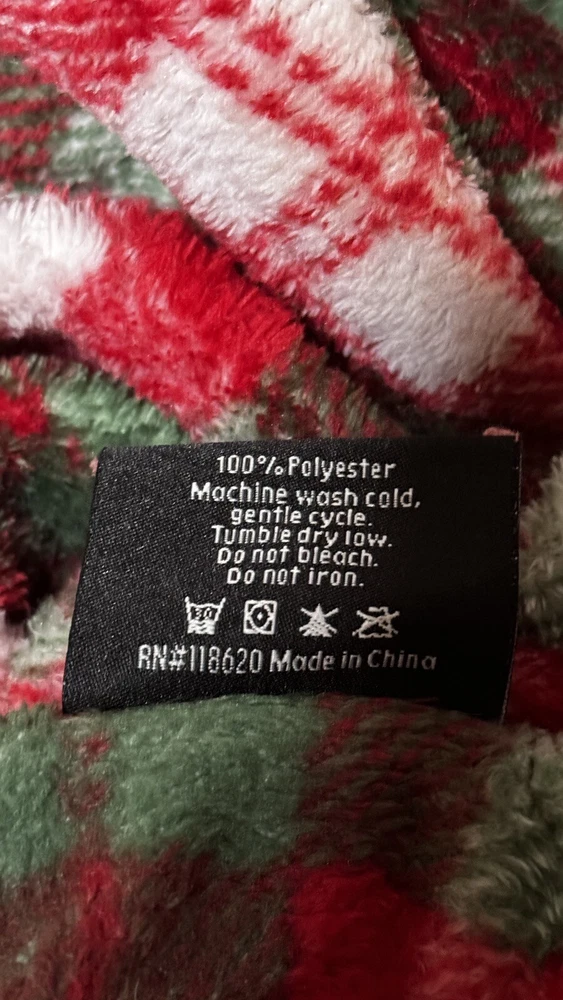 100% Polyester
Machine wash cold,
gentle cycle.
Tumble dry low.
Do not bleach.
Do not iron.
RN#118620 Made in China